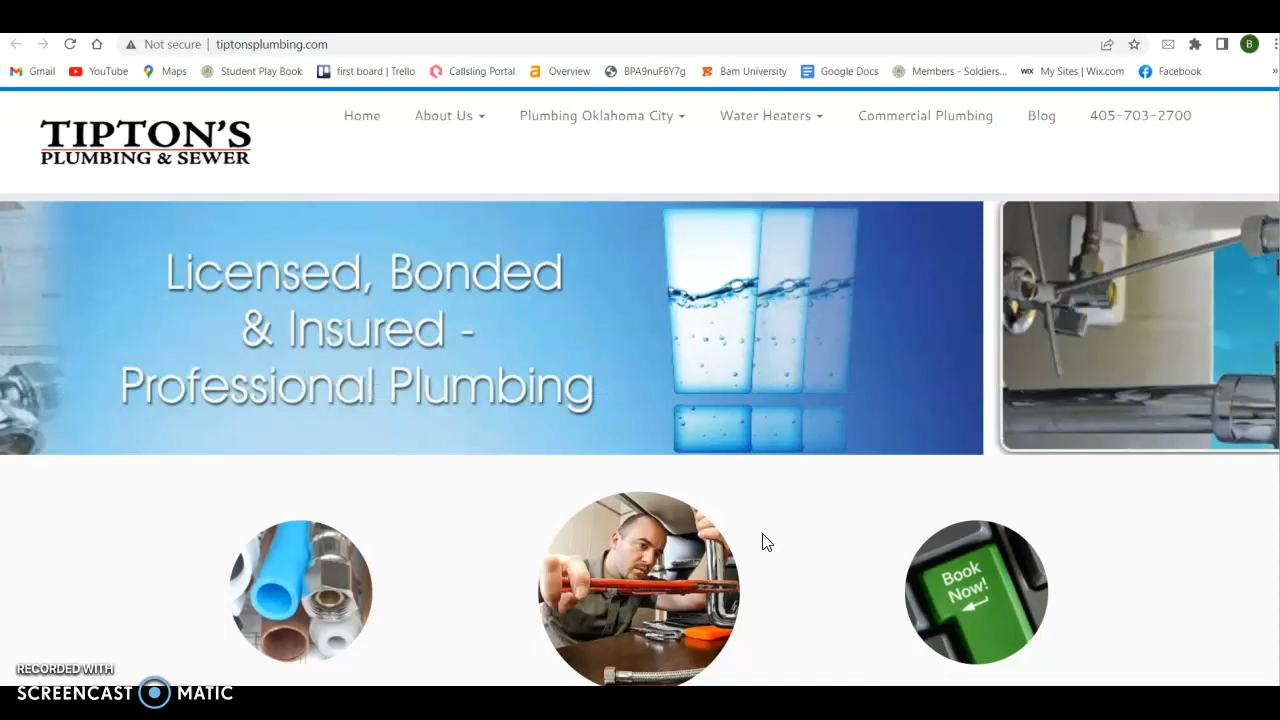 Not secure | tiptonsplumbing.com
B
Gmail YouTube Maps Student Play Book first board | Trello Callsling Portal Overview BPA9nuF6Y7g Bam University Google Docs Members - Soldiers... WIX My Sites | Wix.com Facebook »
TIPTON'S
PLUMBING & SEWER
Home About Us Plumbing Oklahoma City Water Heaters Commercial Plumbing Blog 405-703-2700
Licensed, Bonded
& Insured -
Professional Plumbing
Book
Now!
RECORDED WITH
SCREENCAST MATIC